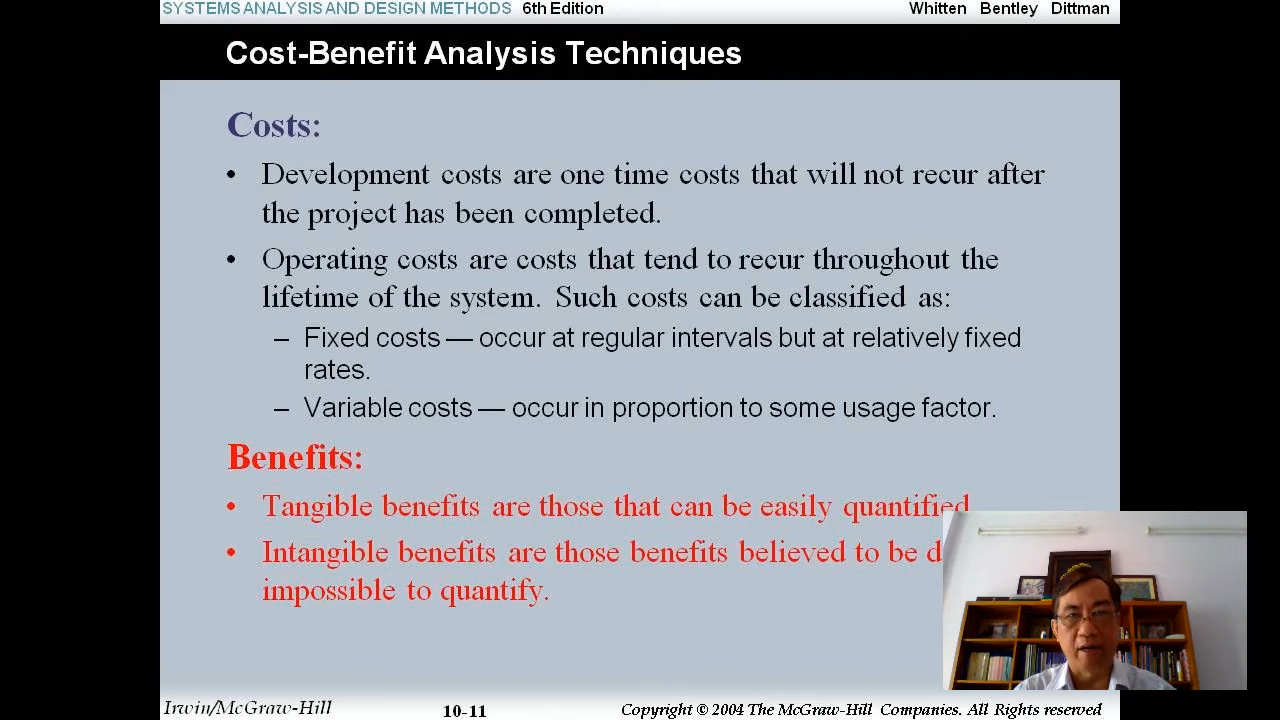 SYSTEMS ANALYSIS AND DESIGN METHODS 6th Edition Whitten Bentley Dittman
Cost-Benefit Analysis Techniques
Costs:
• Development costs are one time costs that will not recur after
the project has been completed.
• Operating costs are costs that tend to recur throughout the
lifetime of the system. Such costs can be classified as:
– Fixed costs — occur at regular intervals but at relatively fixed
rates.
– Variable costs — occur in proportion to some usage factor.
Benefits:
• Tangible benefits are those that can be easily quantified
• Intangible benefits are those benefits believed to be
impossible to quantify.
Irwin/McGraw-Hill 10-11 Copyright © 2004 The McGraw-Hill Companies. All Rights reserved